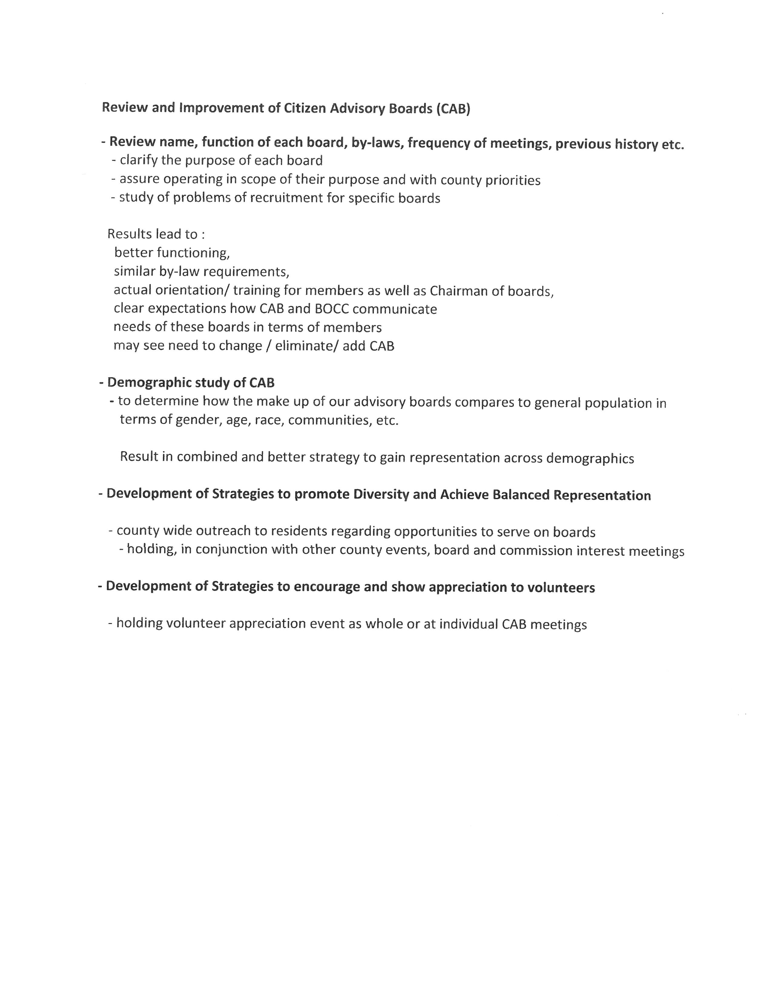 Review and Improvement of Citizen Advisory Boards (CAB)
- Review name, function of each board, by-laws, frequency of meetings, previous history etc.
- clarify the purpose of each board
- assure operating in scope of their purpose and with county priorities
- study of problems of recruitment for specific boards
Results lead to :
better functioning,
similar by-law requirements,
actual orientation/ training for members as well as Chairman of boards,
clear expectations how CAB and BOCC communicate
needs of these boards in terms of members
may see need to change / eliminate/ add CAB
- Demographic study of CAB
- to determine how the make up of our advisory boards compares to general population in
terms of gender, age, race, communities, etc.
Result in combined and better strategy to gain representation across demographics
- Development of Strategies to promote Diversity and Achieve Balanced Representation
- county wide outreach to residents regarding opportunities to serve on boards
- holding, in conjunction with other county events, board and commission interest meetings
- Development of Strategies to encourage and show appreciation to volunteers
- holding volunteer appreciation event as whole or at individual CAB meetings